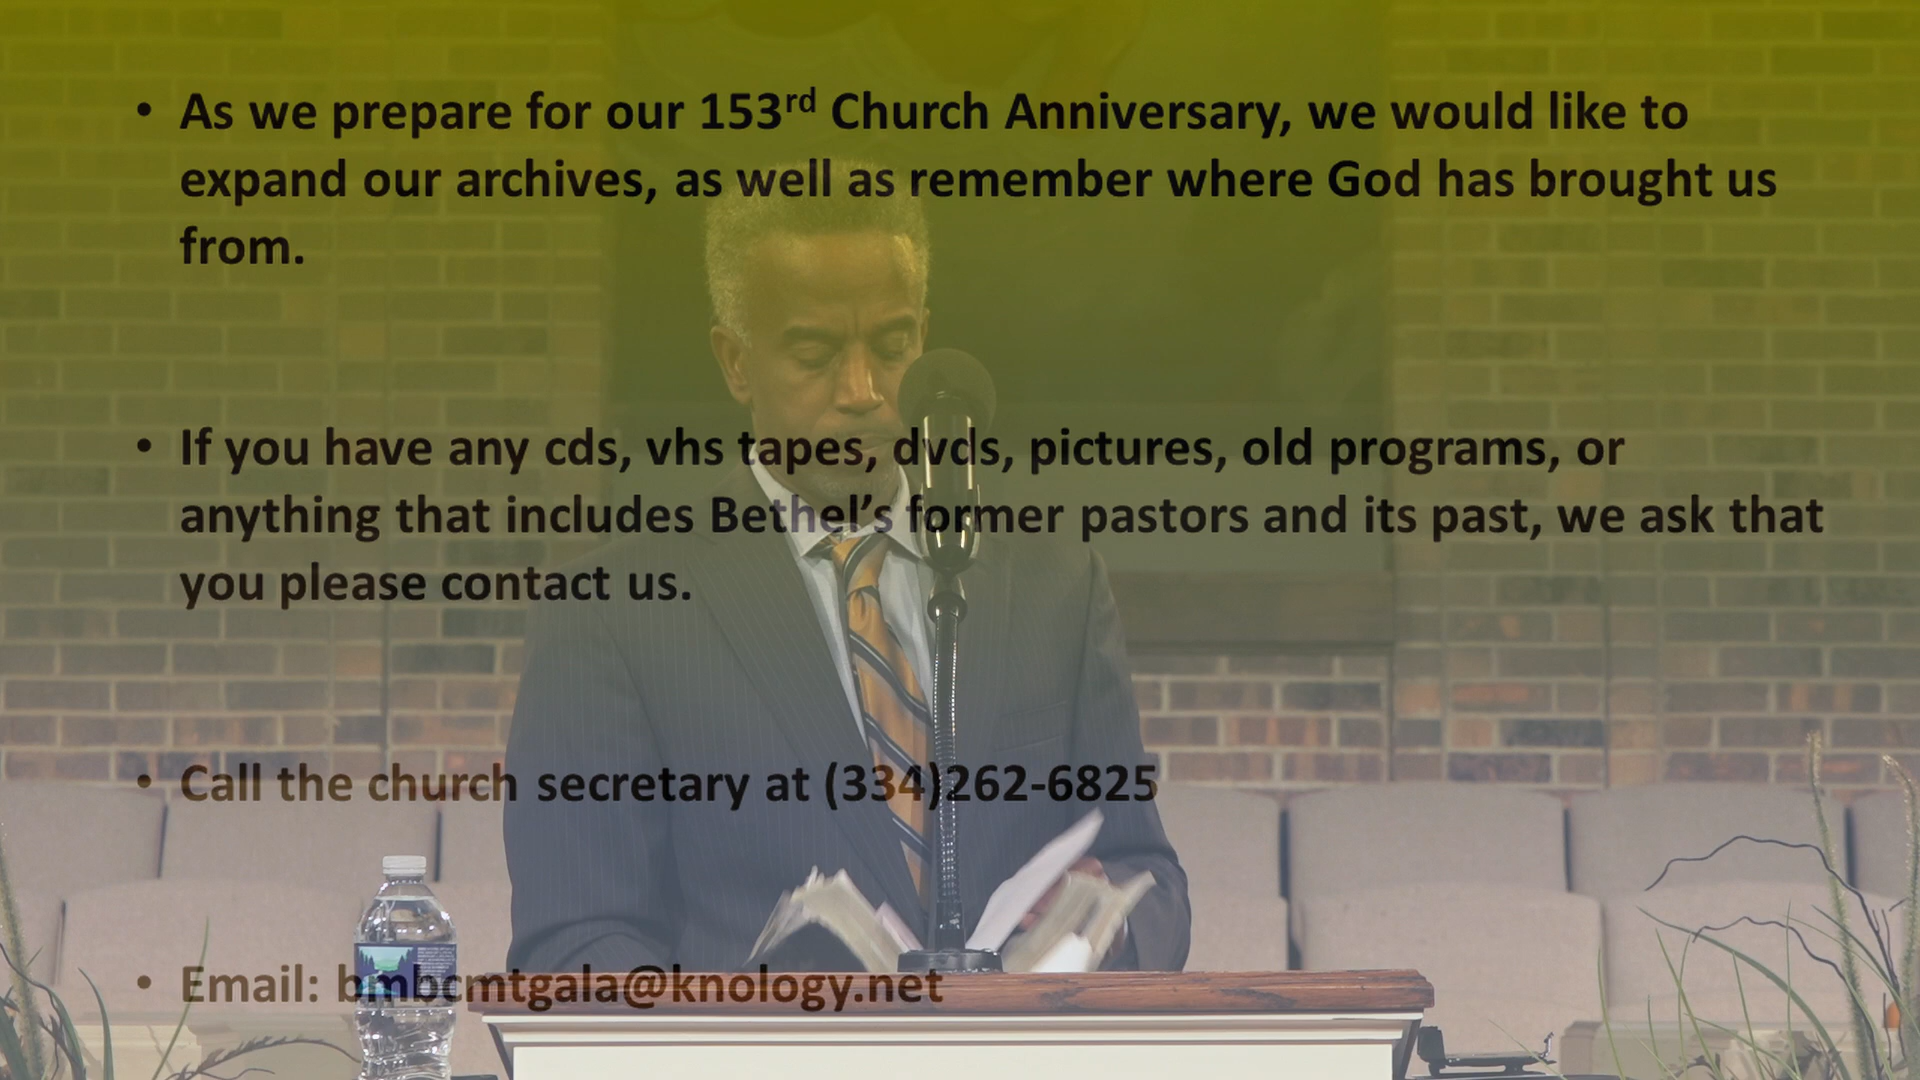 • As we prepare for our 153rd Church Anniversary, we would like to
expand our archives, as well as remember where God has brought us
from.
• If you have any cds, vhs tapes, dvds, pictures, old programs, or
anything that includes Bethel’s former pastors and its past, we ask that
you please contact us.
• Call the church secretary at (334)262-6825
• Email: bmbcmtgala@knology.net